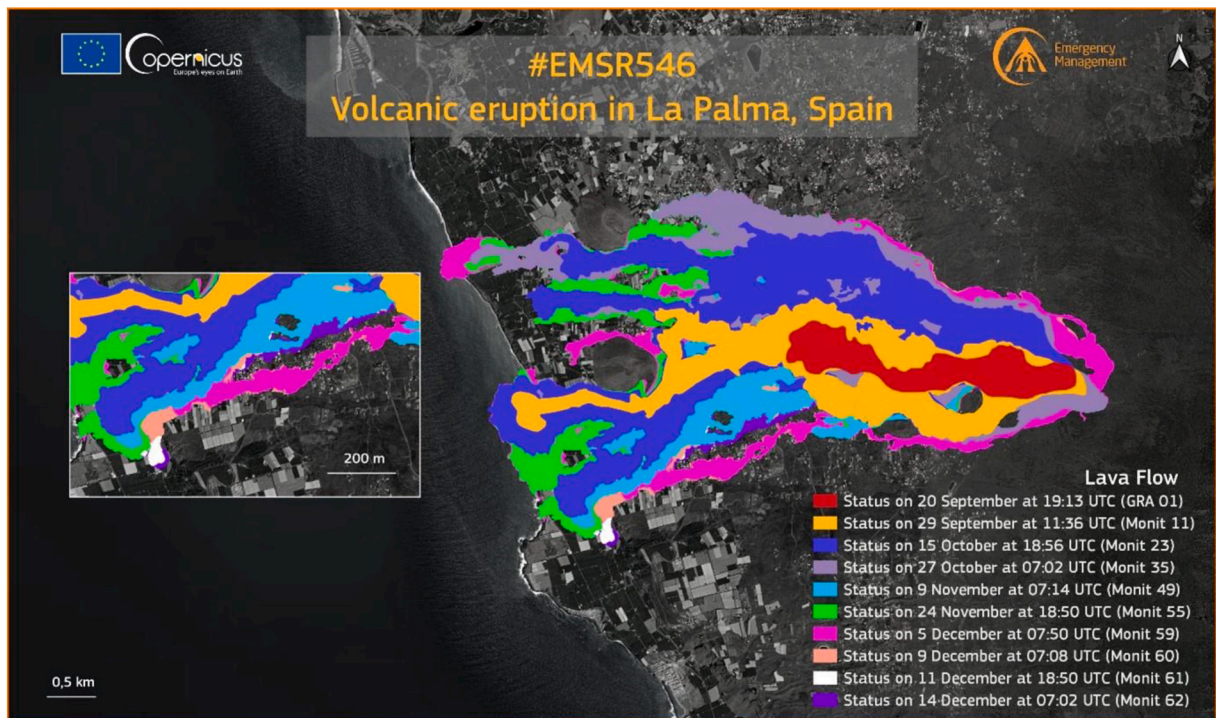 Copernicus
Europe's eyes on Earth
#EMSR546
Volcanic eruption in La Palma, Spain
Emergency
Management
N
200 m
Lava Flow
Status on 20 September at 19:13 UTC (GRA 01)
Status on 29 September at 11:36 UTC (Monit 11)
Status on 15 October at 18:56 UTC (Monit 23)
Status on 27 October at 07:02 UTC (Monit 35)
Status on 9 November at 07:14 UTC (Monit 49)
Status on 24 November at 18:50 UTC (Monit 55)
Status on 5 December at 07:50 UTC (Monit 59)
Status on 9 December at 07:08 UTC (Monit 60)
Status on 11 December at 18:50 UTC (Monit 61)
Status on 14 December at 07:02 UTC (Monit 62)
0,5 km